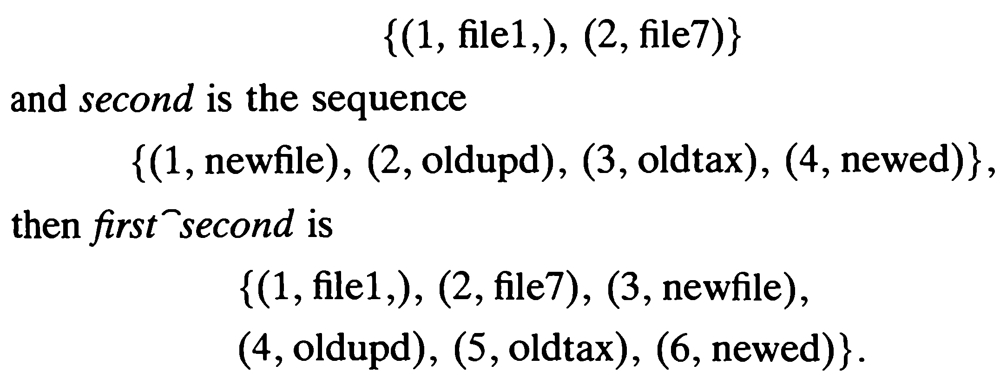 {(1, file1,), (2, file7)}
and second is the sequence
{(1, newfile), (2, oldupd), (3, oldtax), (4, newed)},
then first⌢second is
{(1, file1,), (2, file7), (3, newfile),
(4, oldupd), (5, oldtax), (6, newed)}.